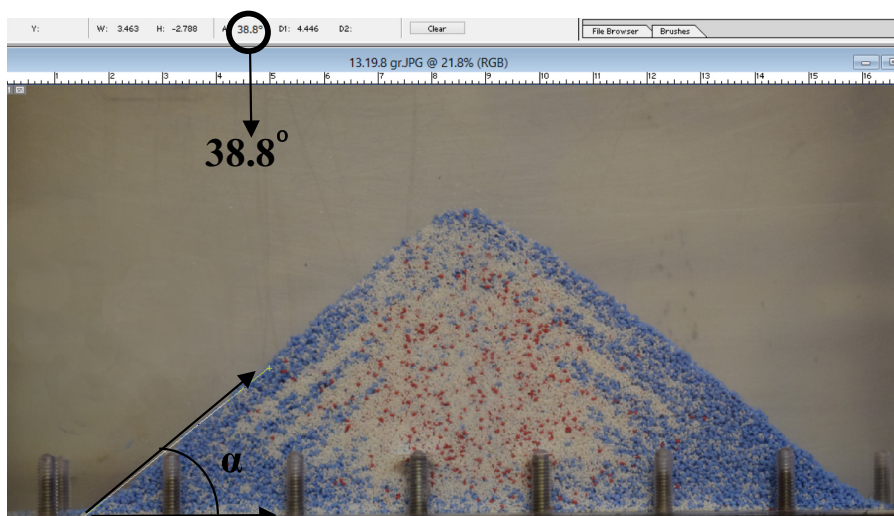 Y: W: 3.463 H: -2.788 A: 38.8° D1: 4.446 D2: Clear File Browser Brushes
13.19.8 gr.JPG @ 21.8% (RGB)
1 2 3 4 5 6 7 8 9 10 11 12 13 14 15 16
38.8°
α